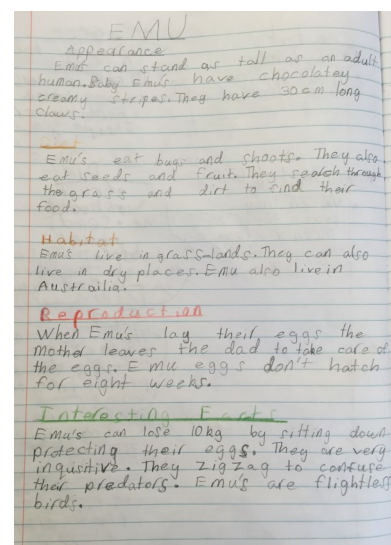 EMU
Appearance
Emu's can stand as tall as an adult
human. Baby Emu's have chocolatey
creamy stripes. They have 30cm long
claws.
Diet
Emu's eat bugs and shoots. They also
eat seeds and fruit. They search through
the grass and dirt to find their
food.
Habitat
Emu's live in grass-lands. They can also
live in dry places. Emu also live in
Austrailia.
Reproduction
When Emu's lay their eggs the
mother leaves the dad to take care of
the eggs. Emu eggs don't hatch
for eight weeks.
Interesting Facts
Emu's can lose 10kg by sitting down
protecting their eggs. They are very
inqusitive. They zigzag to confuse
their predators. Emu's are flightless
birds.